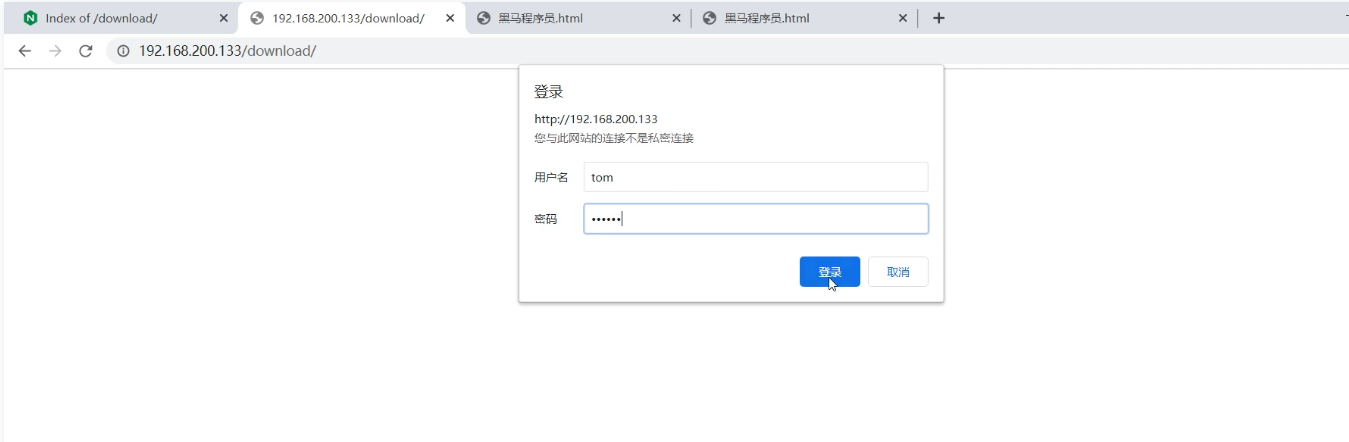 Index of /download/
192.168.200.133/download/
黑马程序员.html
黑马程序员.html
192.168.200.133/download/
登录
http://192.168.200.133
您与此网站的连接不是私密连接
用户名 tom
密码 ••••••
登录 取消